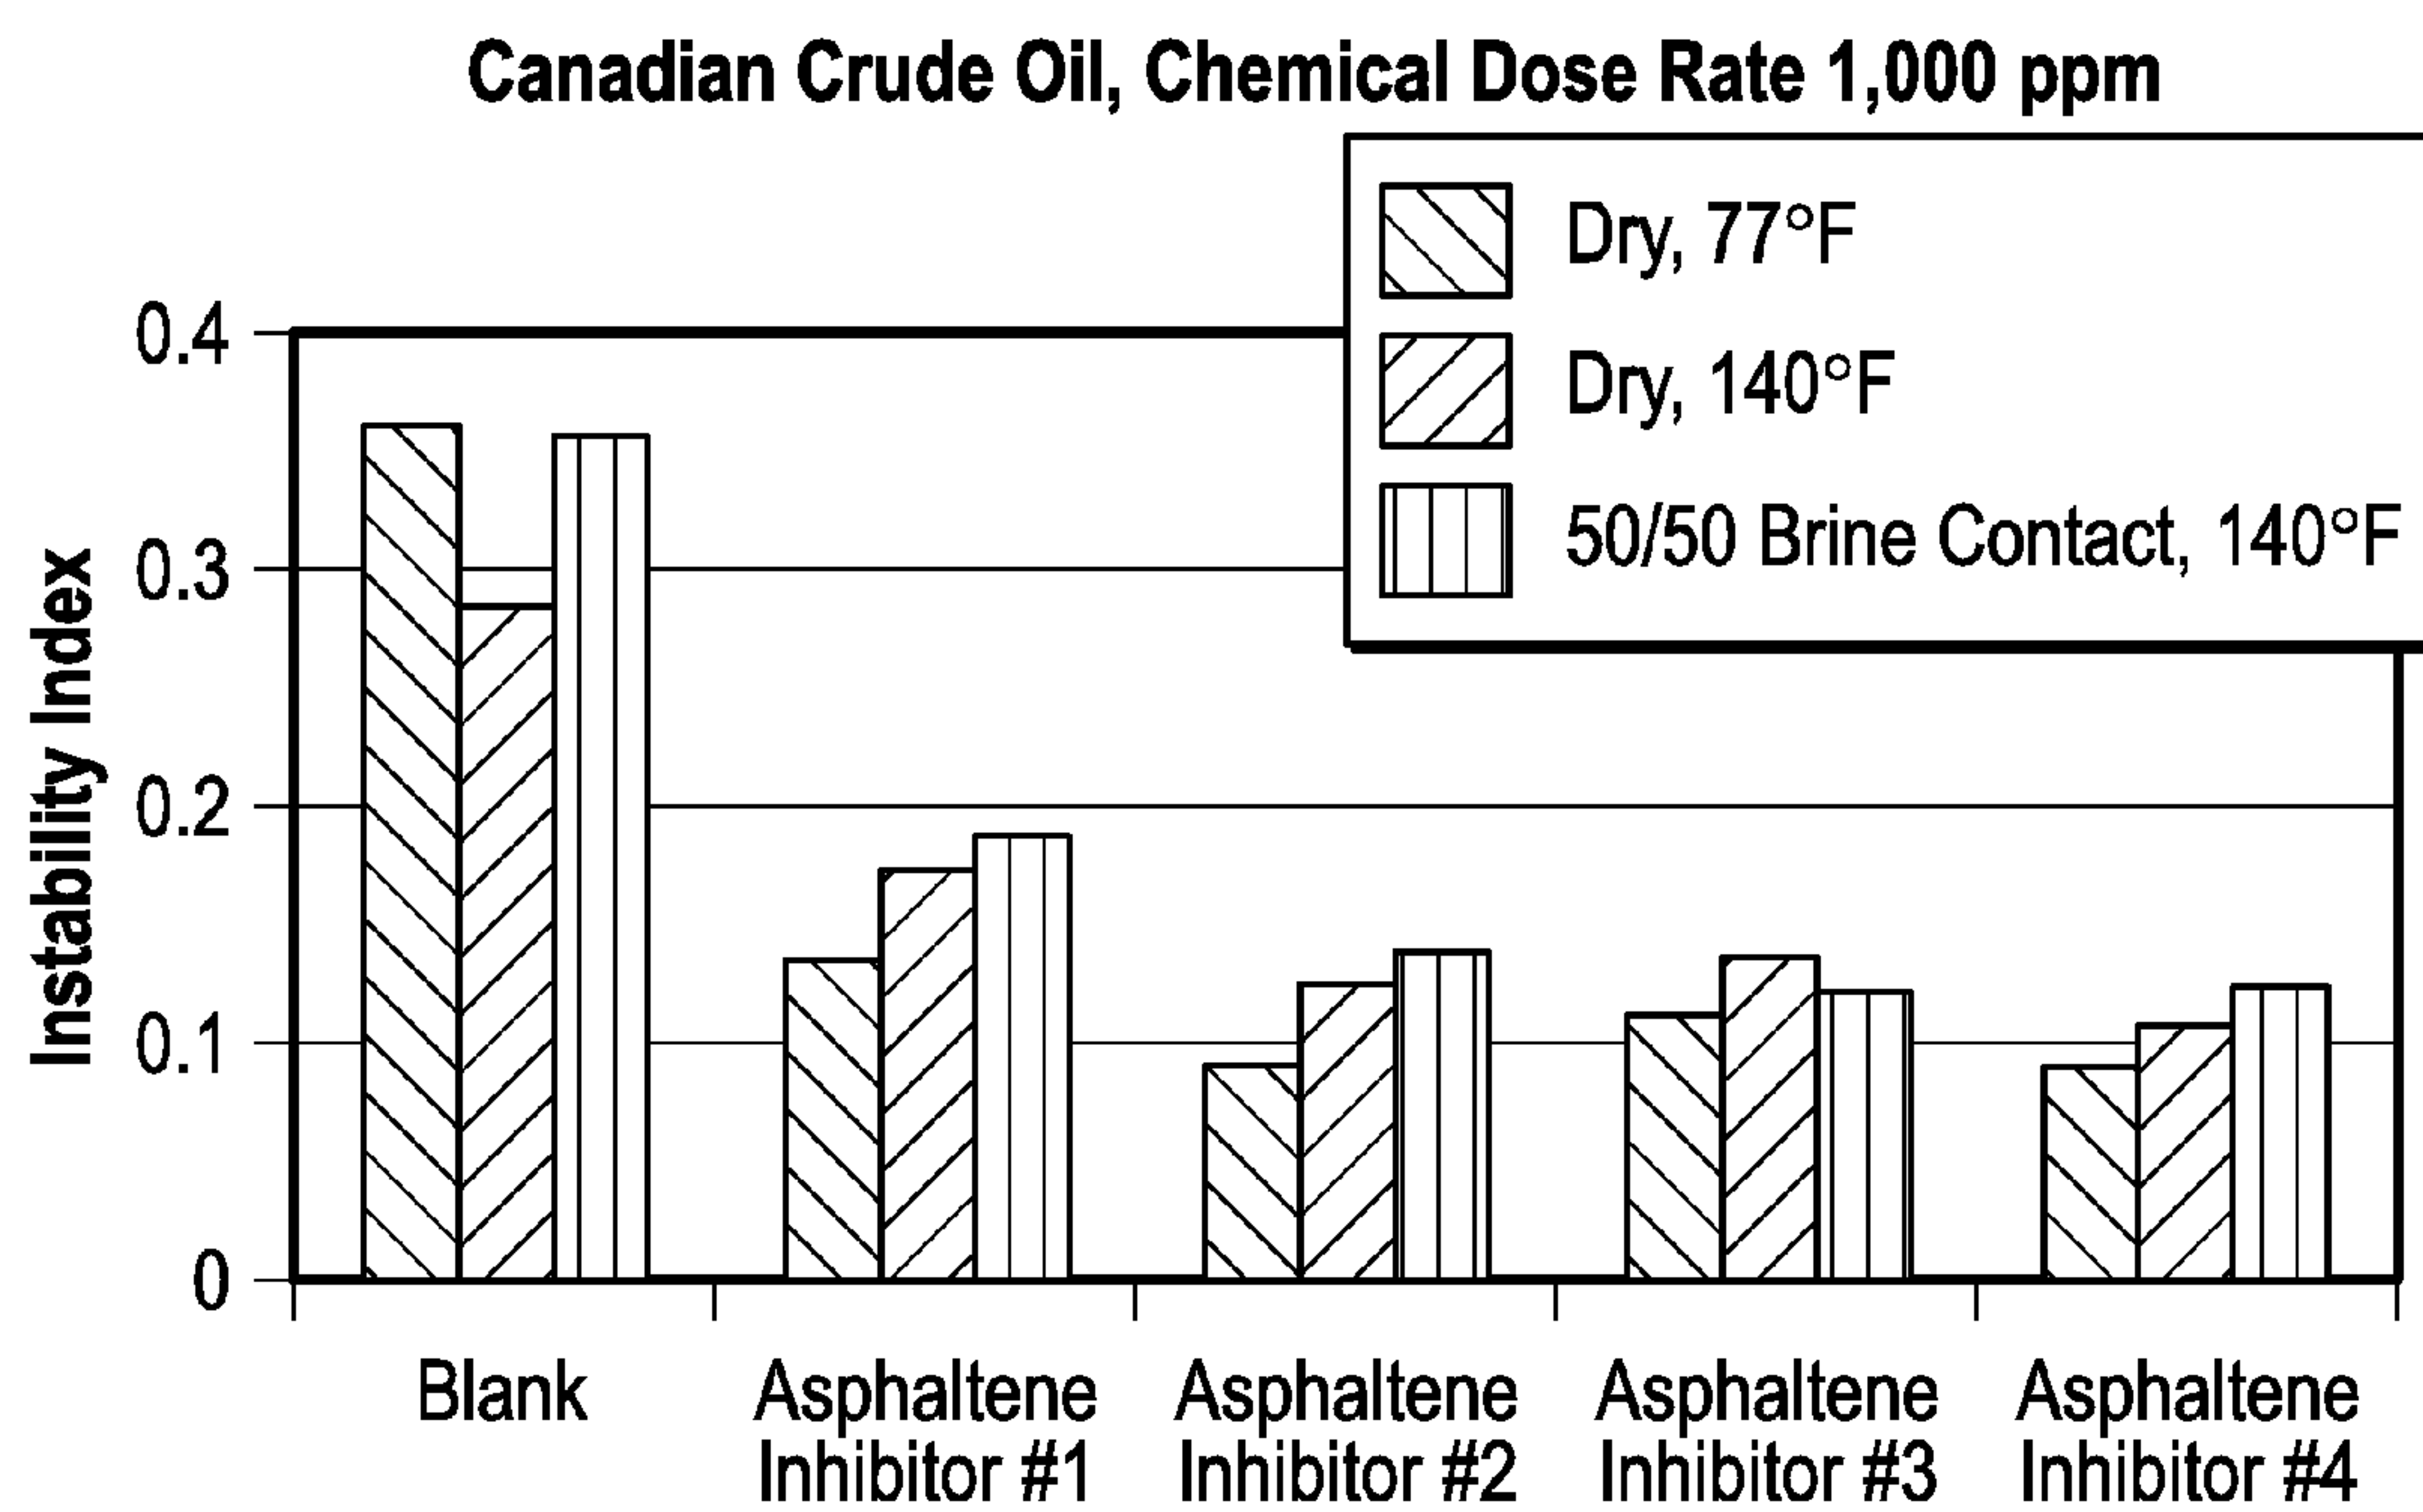 Canadian Crude Oil, Chemical Dose Rate 1,000 ppm
Dry, 77°F
Dry, 140°F
50/50 Brine Contact, 140°F
Instability Index
0.4
0.3
0.2
0.1
0
Blank
Asphaltene
Inhibitor #1
Asphaltene
Inhibitor #2
Asphaltene
Inhibitor #3
Asphaltene
Inhibitor #4